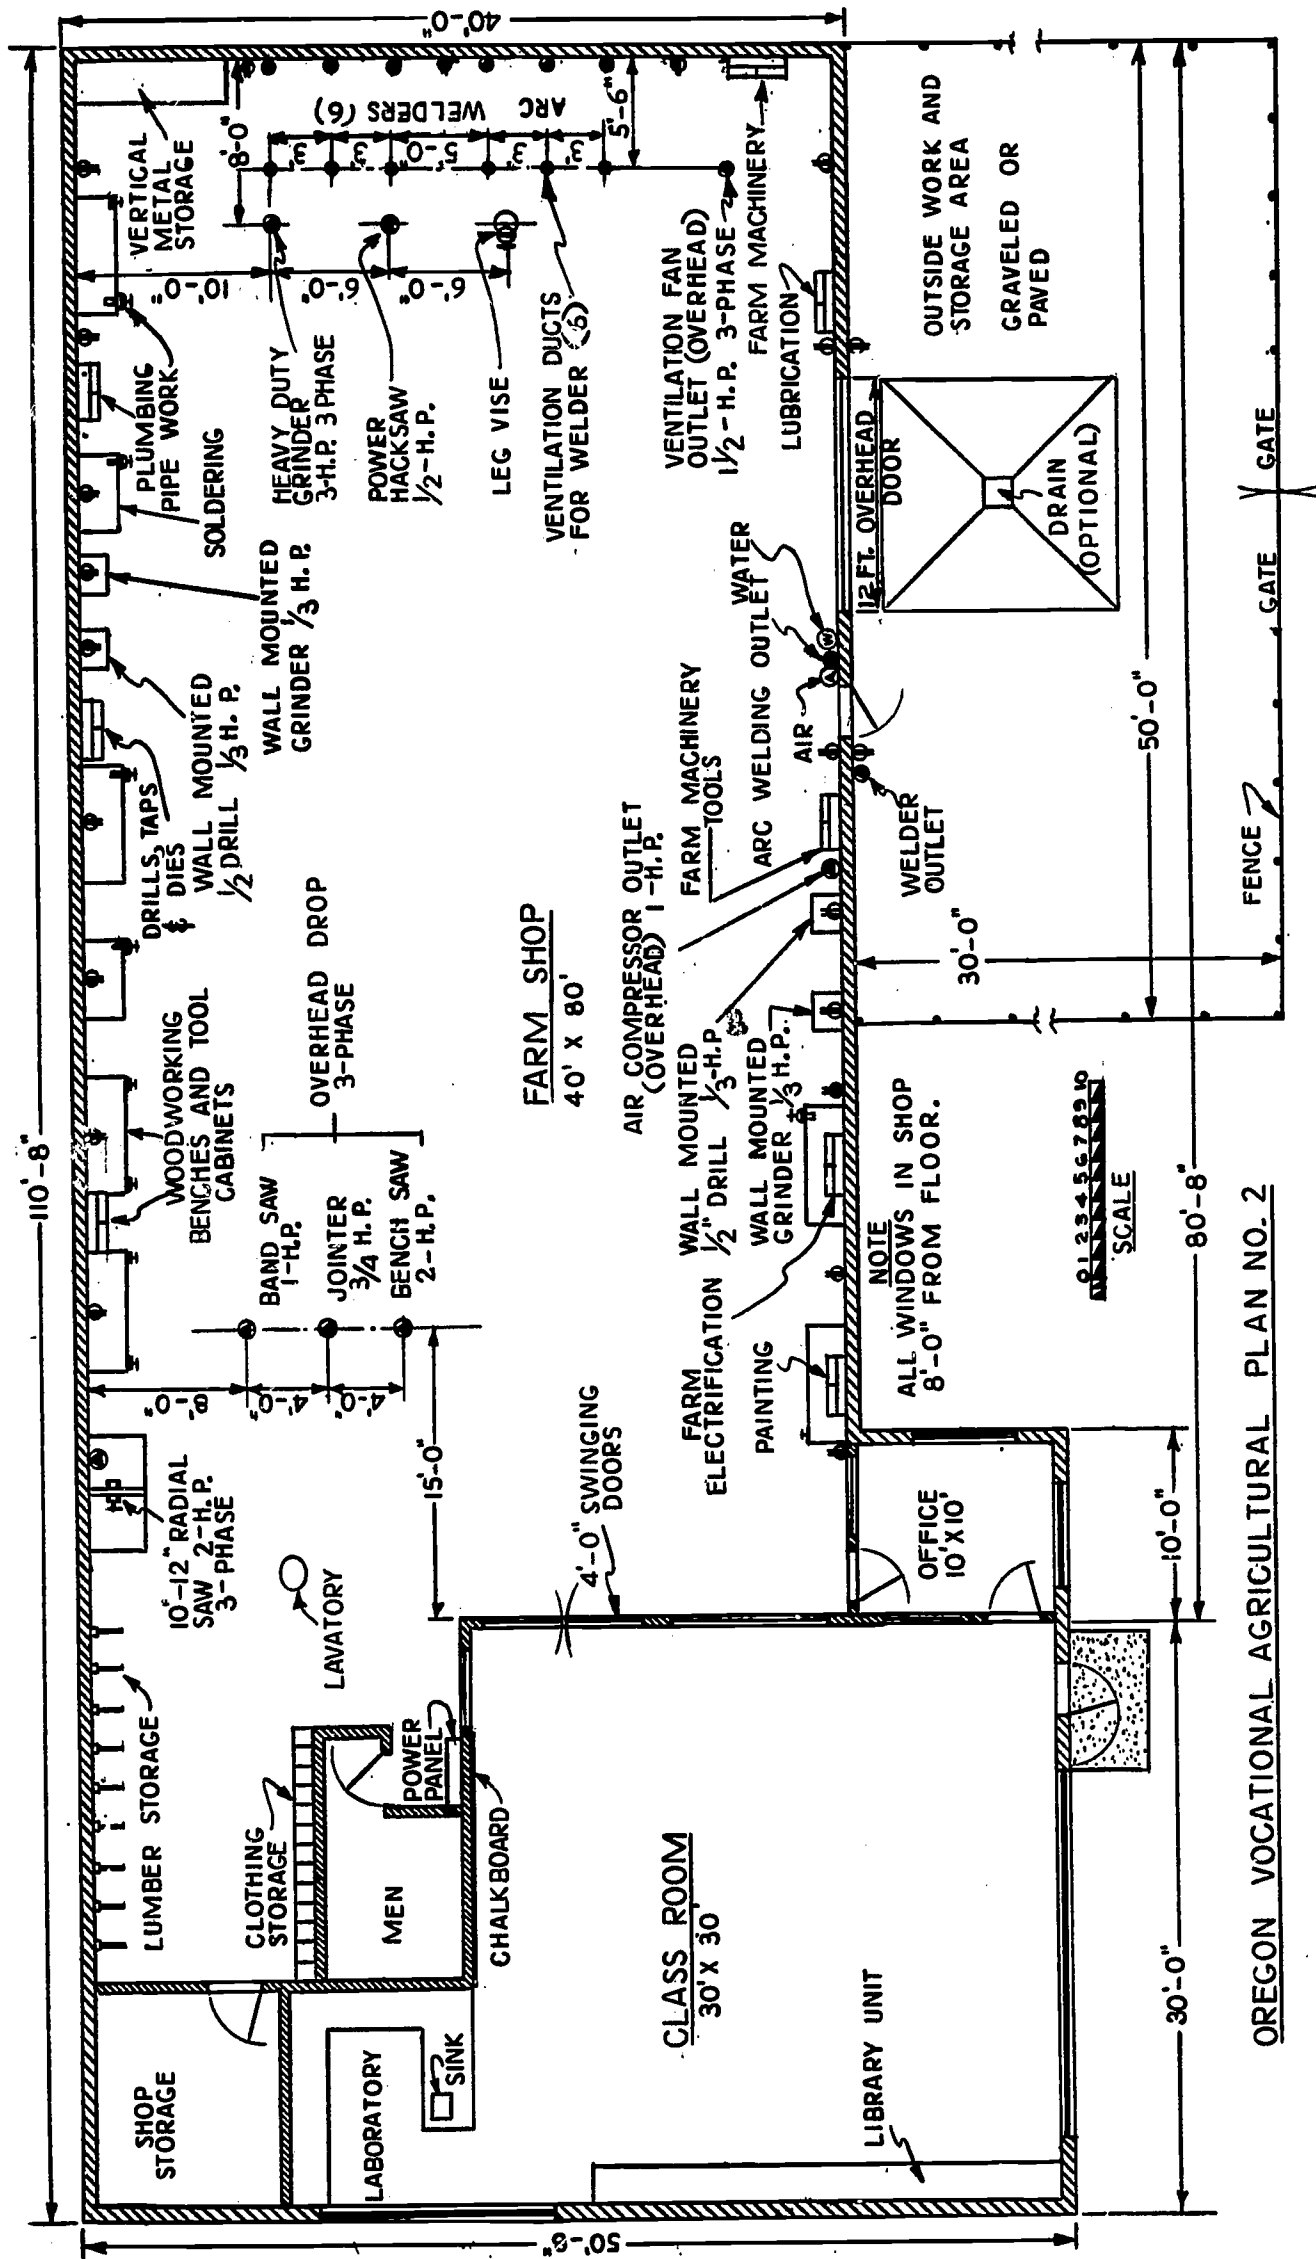 110'-8"
40'-0"
50'-8"
SHOP
STORAGE
LUMBER STORAGE
10"-12" RADIAL
SAW 2-H.P.
3-PHASE
LAVATORY
CLOTHING
STORAGE
MEN
POWER
PANEL
CHALKBOARD
LABORATORY
SINK
CLASS ROOM
30' X 30'
LIBRARY UNIT
8'-0"
4'-0"
4'-0"
15'-0"
BAND SAW
1-H.P.
JOINTER
3/4 H.P.
BENCH SAW
2-H.P.
OVERHEAD DROP
3-PHASE
WOODWORKING
BENCHES AND TOOL
CABINETS
DRILLS, TAPS
& DIES
WALL MOUNTED
1/2 DRILL 1/3 H.P.
WALL MOUNTED
GRINDER 1/3 H.P.
SOLDERING
PLUMBING
PIPE WORK
VERTICAL
METAL
STORAGE
8'-0"
10'-0"
6'-0"
6'-0"
ARC
WELDERS (6)
3'
3'
5'-0"
3'
3'
5'-6"
HEAVY DUTY
GRINDER
3-H.P. 3 PHASE
POWER
HACKSAW
1/2-H.P.
LEG VISE
VENTILATION DUCTS
FOR WELDER (6)
VENTILATION FAN
OUTLET (OVERHEAD)
1 1/2-H.P. 3-PHASE
FARM MACHINERY
LUBRICATION
FARM SHOP
40' X 80'
4'-0" SWINGING
DOORS
AIR COMPRESSOR OUTLET
(OVERHEAD) 1-H.P.
FARM MACHINERY
TOOLS
ARC WELDING OUTLET
WATER
AIR
A
W
WALL MOUNTED
1/2" DRILL 1/3-H.P.
WALL MOUNTED
GRINDER 1/3 H.P.
FARM
ELECTRIFICATION
PAINTING
OFFICE
10'X10'
NOTE
ALL WINDOWS IN SHOP
8'-0" FROM FLOOR.
WELDER
OUTLET
12 FT. OVERHEAD
DOOR
DRAIN
(OPTIONAL)
OUTSIDE WORK AND
STORAGE AREA
GRAVELED OR
PAVED
30'-0"
50'-0"
FENCE
GATE
GATE
0 1 2 3 4 5 6 7 8 9 10
SCALE
30'-0"
10'-0"
80'-8"
OREGON VOCATIONAL AGRICULTURAL PLAN NO. 2